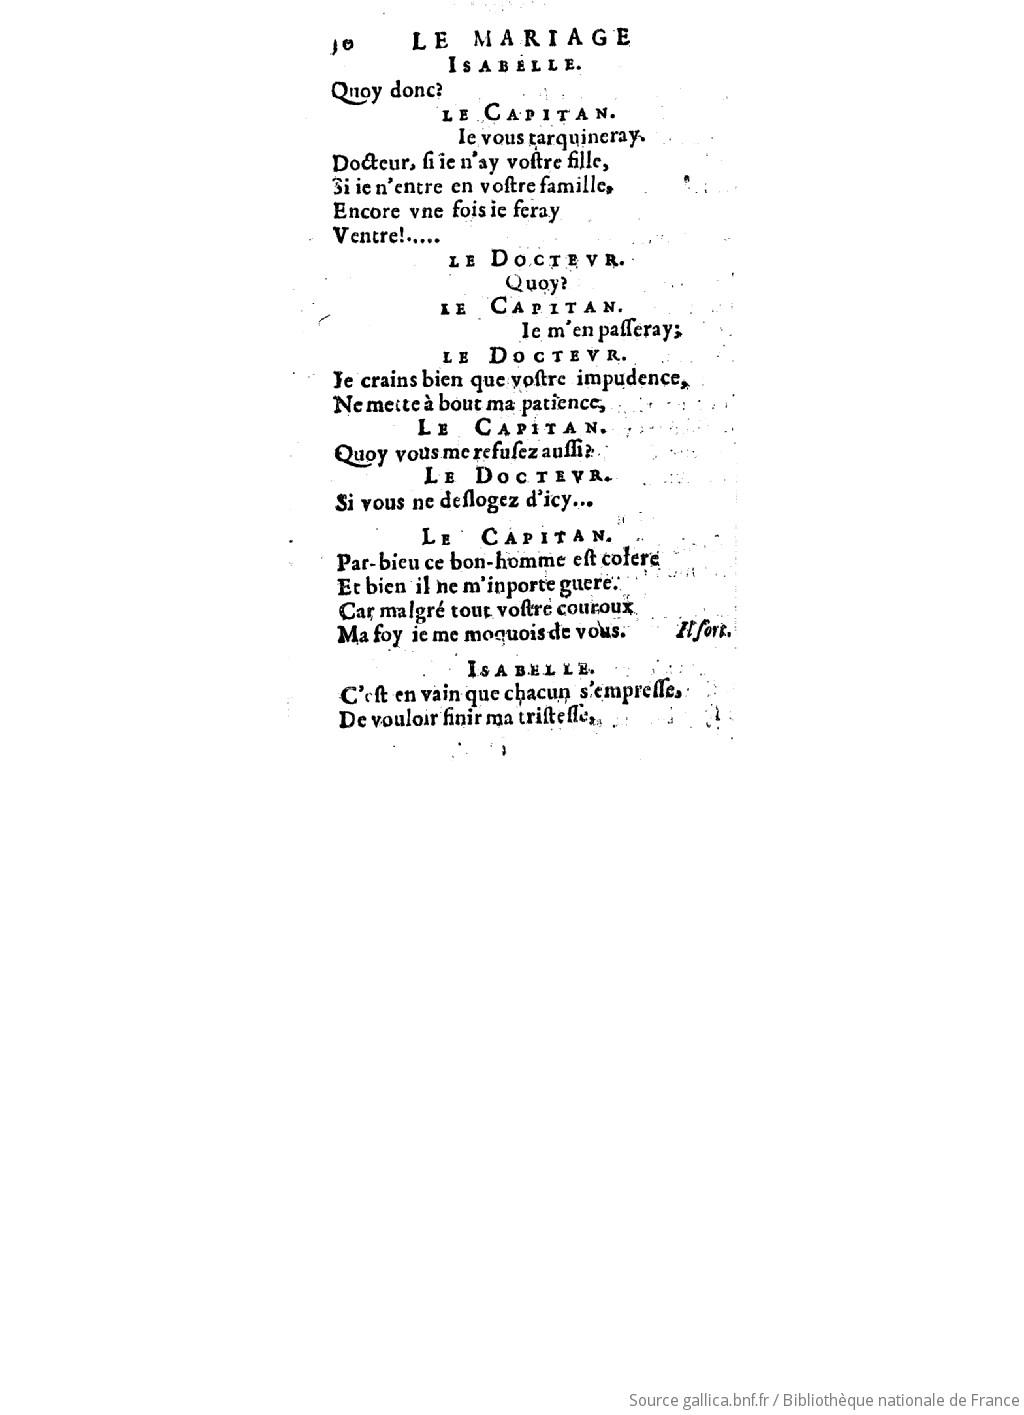 30 LE MARIAGE
ISABELLE.
Quoy donc?
LE CAPITAN.
Ie vous tarquineray.
Docteur, ſi ie n'ay voſtre fille,
Si ie n'entre en voſtre famille,
Encore vne fois ie feray
Ventre!.....
LE DOCTEVR.
Quoy?
LE CAPITAN.
Ie m'en paſſeray;
LE DOCTEVR.
Je crains bien que voſtre impudence,
Ne mette à bout ma patience,
LE CAPITAN.
Quoy vous me refuſez auſſi?
LE DOCTEVR.
Si vous ne deſlogez d'icy...
LE CAPITAN.
Par-bieu ce bon-homme eſt colere
Et bien il ne m'inporte guere.
Car malgré tout voſtre couroux
Ma foy ie me moquois de vous. Il ſort.
ISABELLE.
C'eſt en vain que chacun s'empreſſe,
De vouloir finir ma triſteſſe,
Source gallica.bnf.fr / Bibliothèque nationale de France